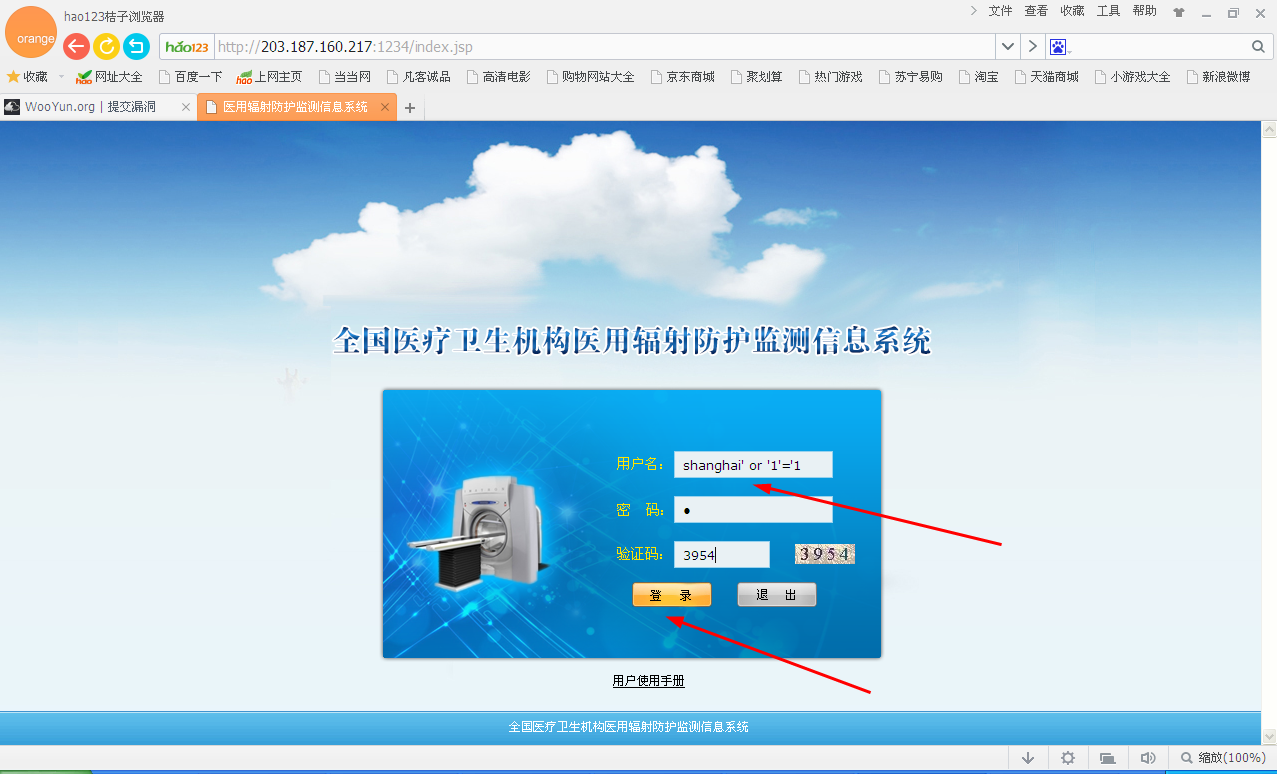 hao123桔子浏览器
文件 查看 收藏 工具 帮助
orange
hao123 http://203.187.160.217:1234/index.jsp
收藏 网址大全 百度一下 上网主页 当当网 凡客诚品 高清电影 购物网站大全 京东商城 聚划算 热门游戏 苏宁易购 淘宝 天猫商城 小游戏大全 新浪微博
WooYun.org | 提交漏洞 医用辐射防护监测信息系统
全国医疗卫生机构医用辐射防护监测信息系统
用户名: shanghai' or '1'='1
密 码: ●
验证码: 3954 3954
登 录 退 出
用户使用手册
全国医疗卫生机构医用辐射防护监测信息系统
缩放(100%)